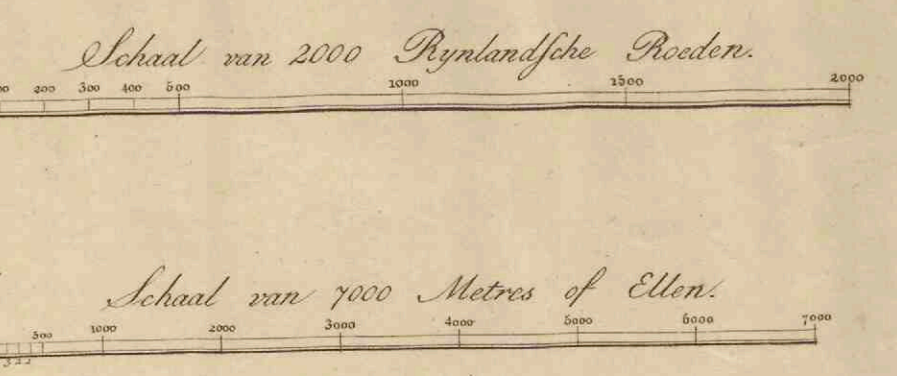 Schaal van 2000 Rynlandſche Roeden.
200 300 400 500 1000 1500 2000
Schaal van 7000 Metres of Ellen.
500 1000 2000 3000 4000 5000 6000 7000